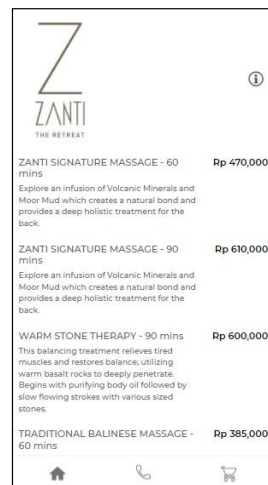 Z
ZANTI
THE RETREAT
ZANTI SIGNATURE MASSAGE - 60 Rp 470,000
mins
Explore an infusion of Volcanic Minerals and
Moor Mud which creates a natural bond and
provides a deep holistic treatment for the
back.
ZANTI SIGNATURE MASSAGE - 90 Rp 610,000
mins
Explore an infusion of Volcanic Minerals and
Moor Mud which creates a natural bond and
provides a deep holistic treatment for the
back.
WARM STONE THERAPY - 90 mins Rp 600,000
This balancing treatment relieves tired
muscles and restores balance; utilizing
warm basalt rocks to deeply penetrate.
Begins with purifying body oil followed by
slow flowing strokes with various sized
stones.
TRADITIONAL BALINESE MASSAGE - Rp 385,000
60 mins